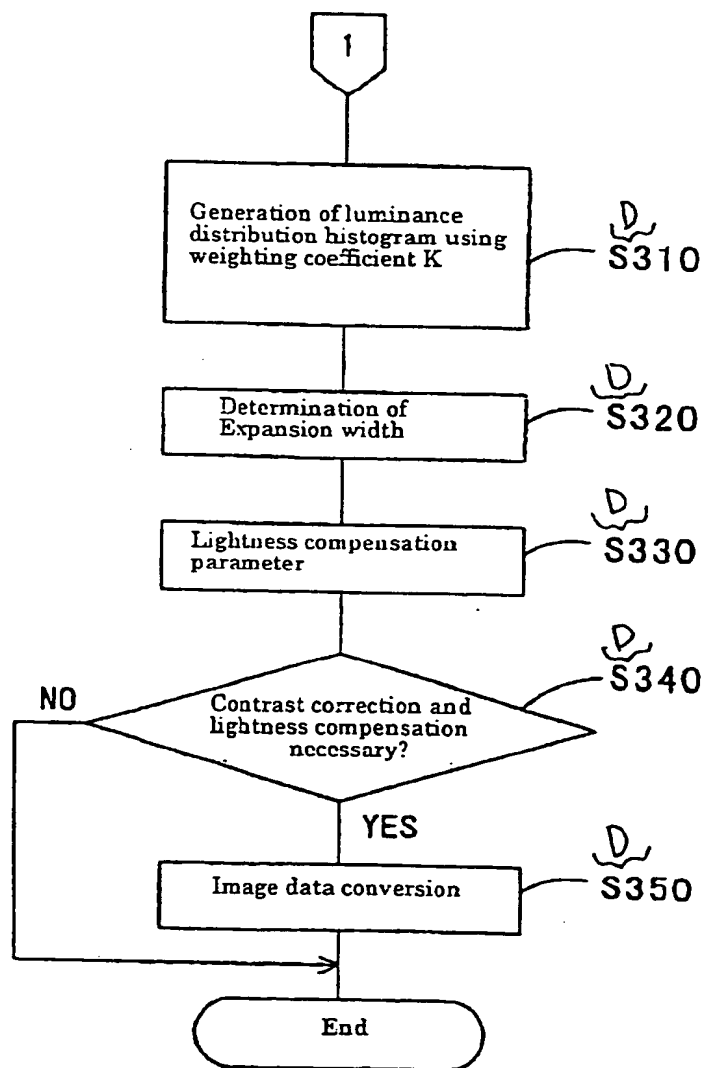 1
Generation of luminance
distribution histogram using
weighting coefficient K
D
S310
Determination of
Expansion width
D
S320
Lightness compensation
parameter
D
S330
D
S340
NO
Contrast correction and
lightness compensation
necessary?
YES
D
S350
Image data conversion
End